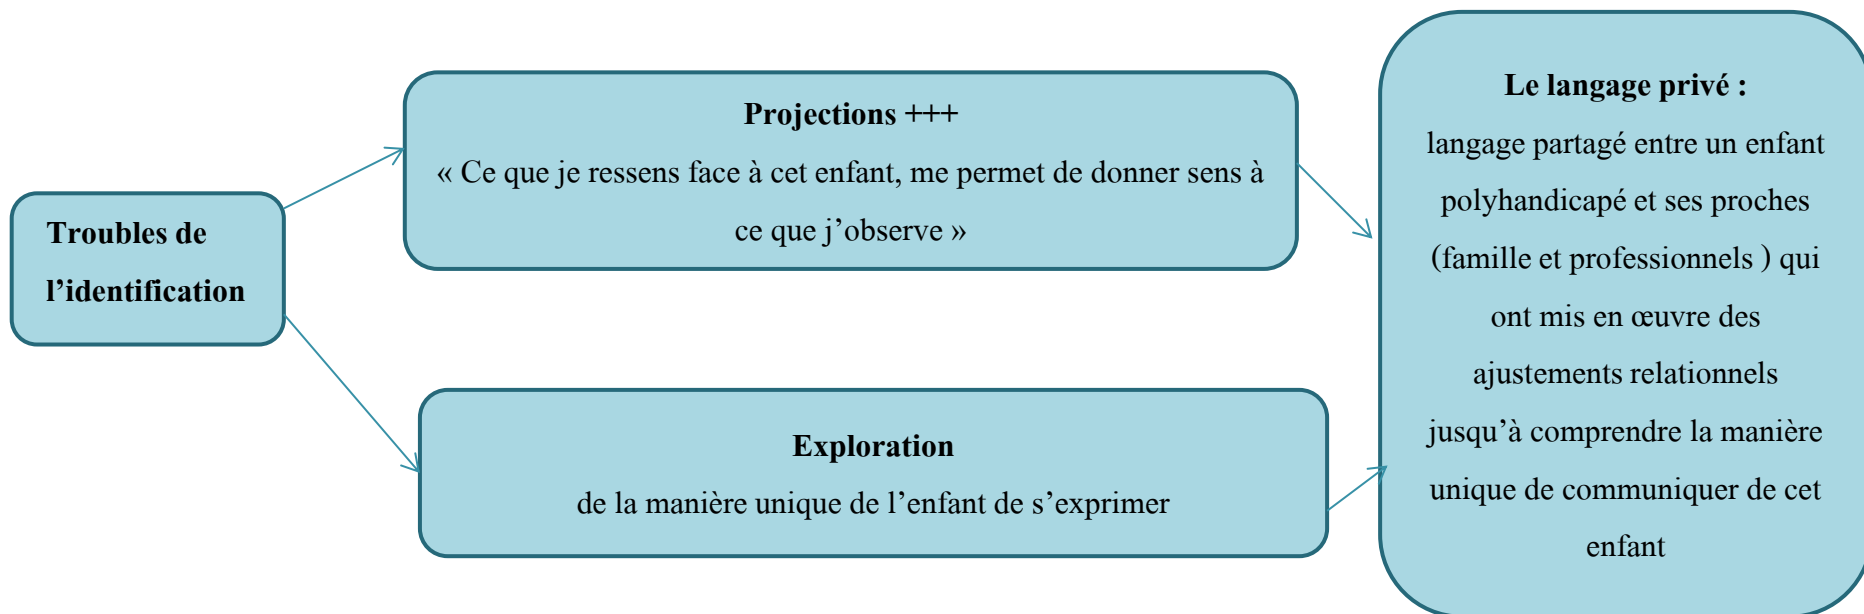 Troubles de
l’identification
Projections +++
« Ce que je ressens face à cet enfant, me permet de donner sens à
ce que j’observe »
Exploration
de la manière unique de l’enfant de s’exprimer
Le langage privé :
langage partagé entre un enfant
polyhandicapé et ses proches
(famille et professionnels ) qui
ont mis en œuvre des
ajustements relationnels
jusqu’à comprendre la manière
unique de communiquer de cet
enfant